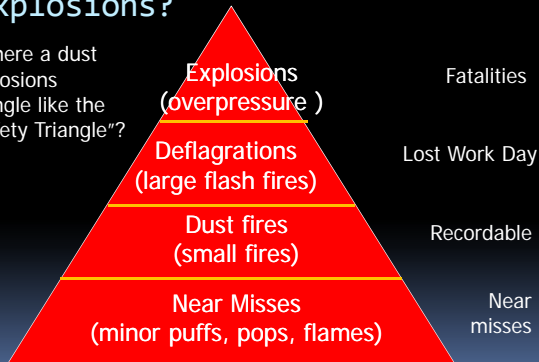 xplosions?
here a dust
losions
ngle like the
ety Triangle"?
Explosions
(overpressure )
Deflagrations
(large flash fires)
Dust fires
(small fires)
Near Misses
(minor puffs, pops, flames)
Fatalities
Lost Work Day
Recordable
Near
misses